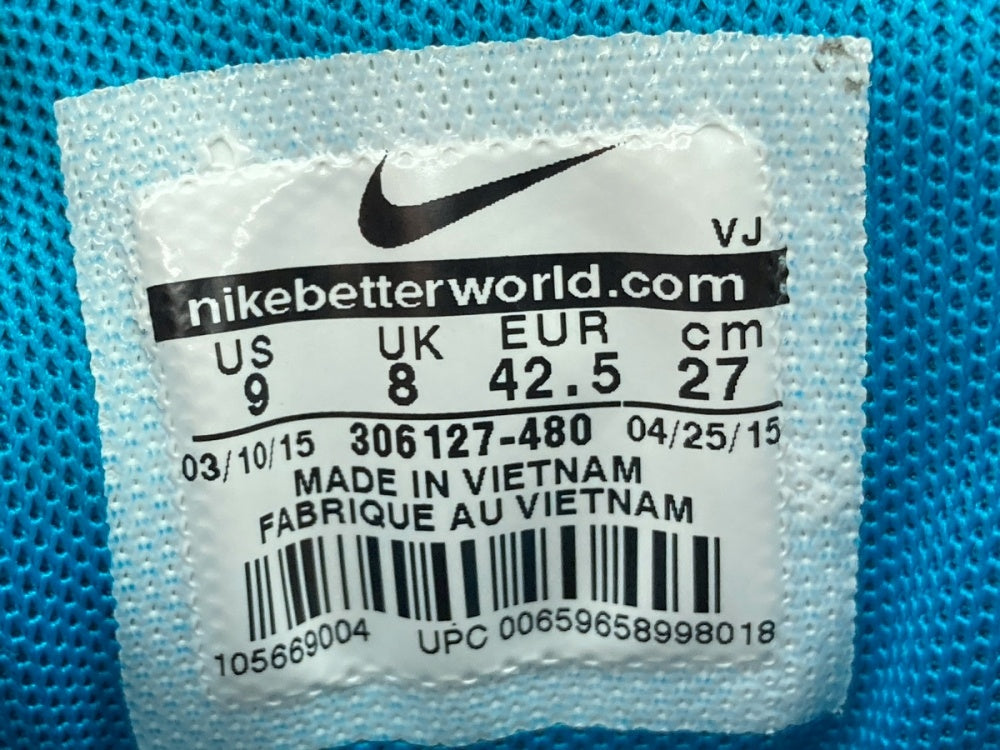 VJ
nikebetterworld.com
US UK EUR cm
9 8 42.5 27
03/10/15 306127-480 04/25/15
MADE IN VIETNAM
FABRIQUE AU VIETNAM
105669004 UPC 00659658998018